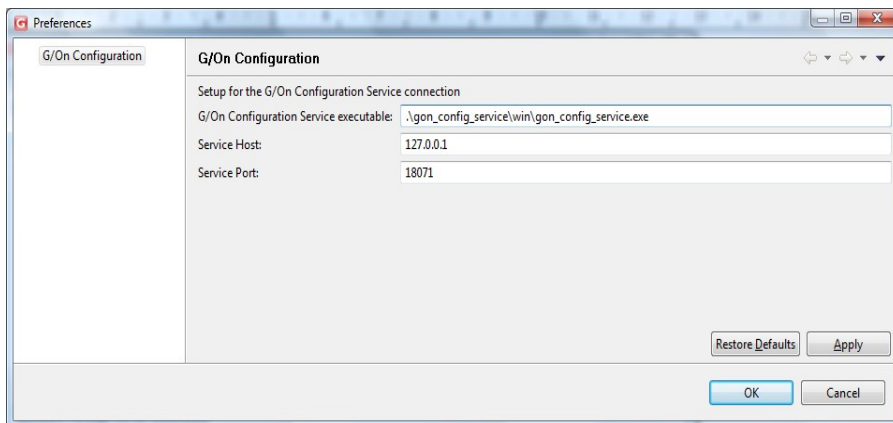 Preferences
G/On Configuration
G/On Configuration
Setup for the G/On Configuration Service connection
G/On Configuration Service executable: .\gon_config_service\win\gon_config_service.exe
Service Host: 127.0.0.1
Service Port: 18071
Restore Defaults Apply
OK Cancel